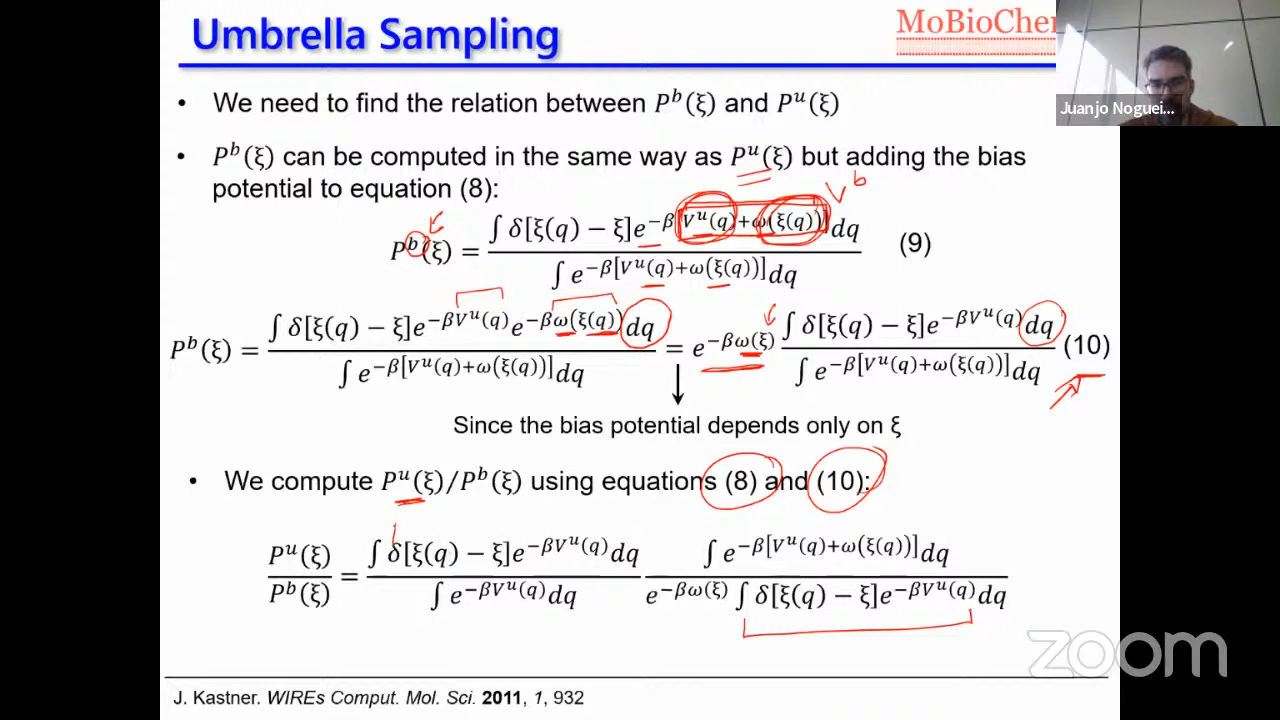 Umbrella Sampling
MoBioChe
Juanjo Noguei...
• We need to find the relation between P^b(ξ) and P^u(ξ)
• P^b(ξ) can be computed in the same way as P^u(ξ) but adding the bias
potential to equation (8):
V^b
P^b(ξ) = ∫ δ[ξ(q) − ξ]e^{−β[V^u(q)+ω(ξ(q))]}dq / ∫ e^{−β[V^u(q)+ω(ξ(q))]}dq (9)
P^b(ξ) = ∫ δ[ξ(q) − ξ]e^{−βV^u(q)}e^{−βω(ξ(q))}dq / ∫ e^{−β[V^u(q)+ω(ξ(q))]}dq = e^{−βω(ξ)} ∫ δ[ξ(q) − ξ]e^{−βV^u(q)}dq / ∫ e^{−β[V^u(q)+ω(ξ(q))]}dq (10)
Since the bias potential depends only on ξ
• We compute P^u(ξ)/P^b(ξ) using equations (8) and (10):
P^u(ξ)/P^b(ξ) = ∫ δ[ξ(q) − ξ]e^{−βV^u(q)}dq / ∫ e^{−βV^u(q)}dq ∫ e^{−β[V^u(q)+ω(ξ(q))]}dq / e^{−βω(ξ)} ∫ δ[ξ(q) − ξ]e^{−βV^u(q)}dq
zoom
J. Kastner. WIREs Comput. Mol. Sci. 2011, 1, 932